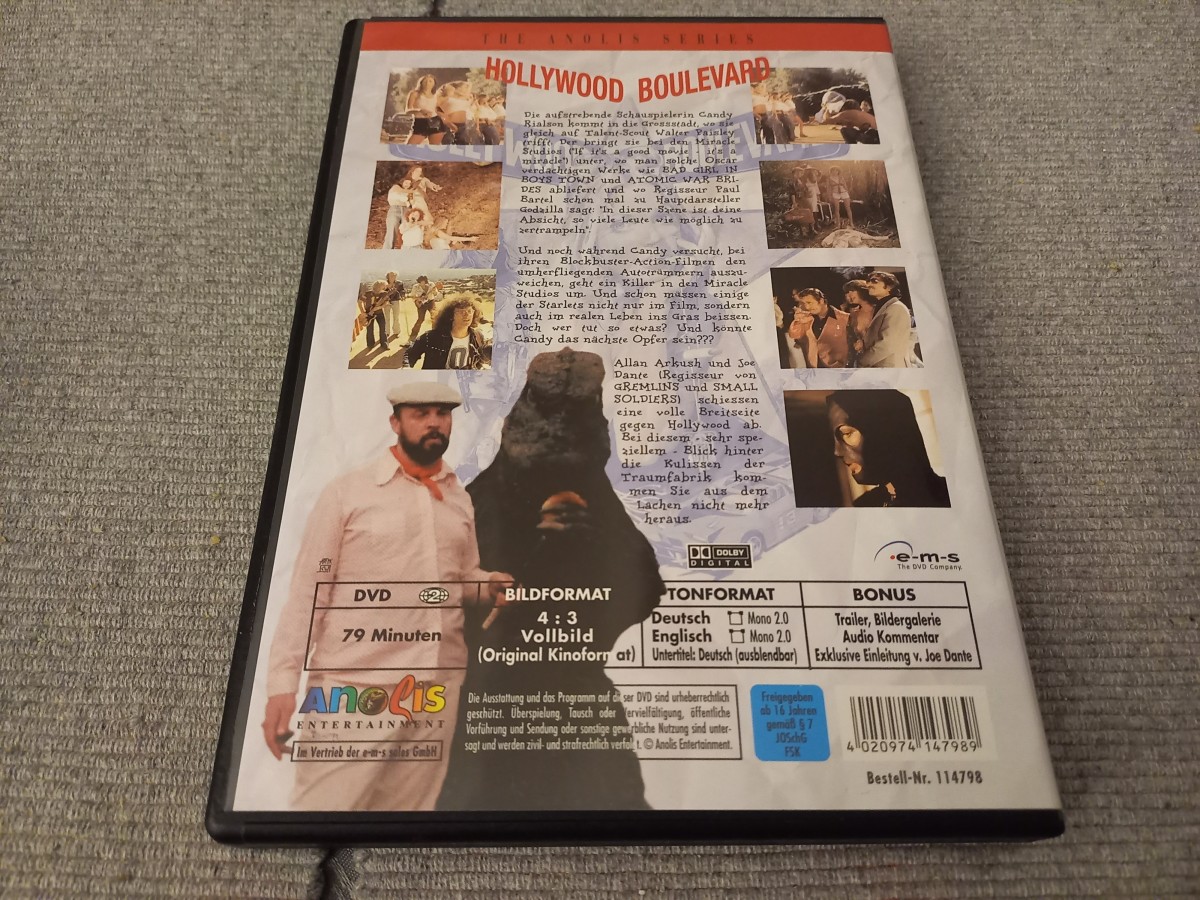 THE ANOLIS SERIES
HOLLYWOOD BOULEVARD
Die aufstrebende Schauspielerin Candy
Rialson kommt in die Grossstadt, wo sie
gleich auf Talent-Scout Walter Paisley
trifft. Der bringt sie bei den Miracle
Studios ("If it's a good movie - it's a
miracle") unter, wo man solche Oscar
verdächtigen Werke wie BAD GIRL IN
BOYS TOWN und ATOMIC WAR BRI-
DES abliefert und wo Regisseur Paul
Bartel schon mal zu Hauptdarsteller
Godzilla sagt: "In dieser Szene ist deine
Absicht, so viele Leute wie möglich zu
zertrampeln".
Und noch während Candy versucht, bei
ihren Blockbuster-Action-Filmen den
umherfliegenden Autotrümmern auszu-
weichen, geht ein Killer in den Miracle
Studios um. Und schon müssen einige
der Starlets nicht nur im Film, sondern
auch im realen Leben ins Gras beissen.
Doch wer tut so etwas? Und könnte
Candy das nächste Opfer sein???
Allan Arkush und Joe
Dante (Regisseur von
GREMLINS und SMALL
SOLDIERS) schiessen
eine volle Breitseite
gegen Hollywood ab.
Bei diesem - sehr spe-
ziellem - Blick hinter
die Kulissen der
Traumfabrik kom-
men Sie aus dem
Lachen nicht mehr
heraus.
DOLBY
DIGITAL
e-m-s
The DVD Company.
DVD 2
79 Minuten
BILDFORMAT
4 : 3
Vollbild
(Original Kinoformat)
TONFORMAT
Deutsch Mono 2.0
Englisch Mono 2.0
Untertitel: Deutsch (ausblendbar)
BONUS
Trailer, Bildergalerie
Audio Kommentar
Exklusive Einleitung v. Joe Dante
ANOLIS
ENTERTAINMENT
Im Vertrieb der e-m-s sales GmbH
Die Ausstattung und das Programm auf dieser DVD sind urheberrechtlich
geschützt. Überspielung, Tausch oder Vervielfältigung, öffentliche
Vorführung und Sendung oder sonstige gewerbliche Nutzung sind unter-
sagt und werden zivil- und strafrechtlich verfolgt. © Anolis Entertainment.
Freigegeben
ab 16 Jahren
gemäß § 7
JÖSchG
FSK
4 020974 147989
Bestell-Nr. 114798